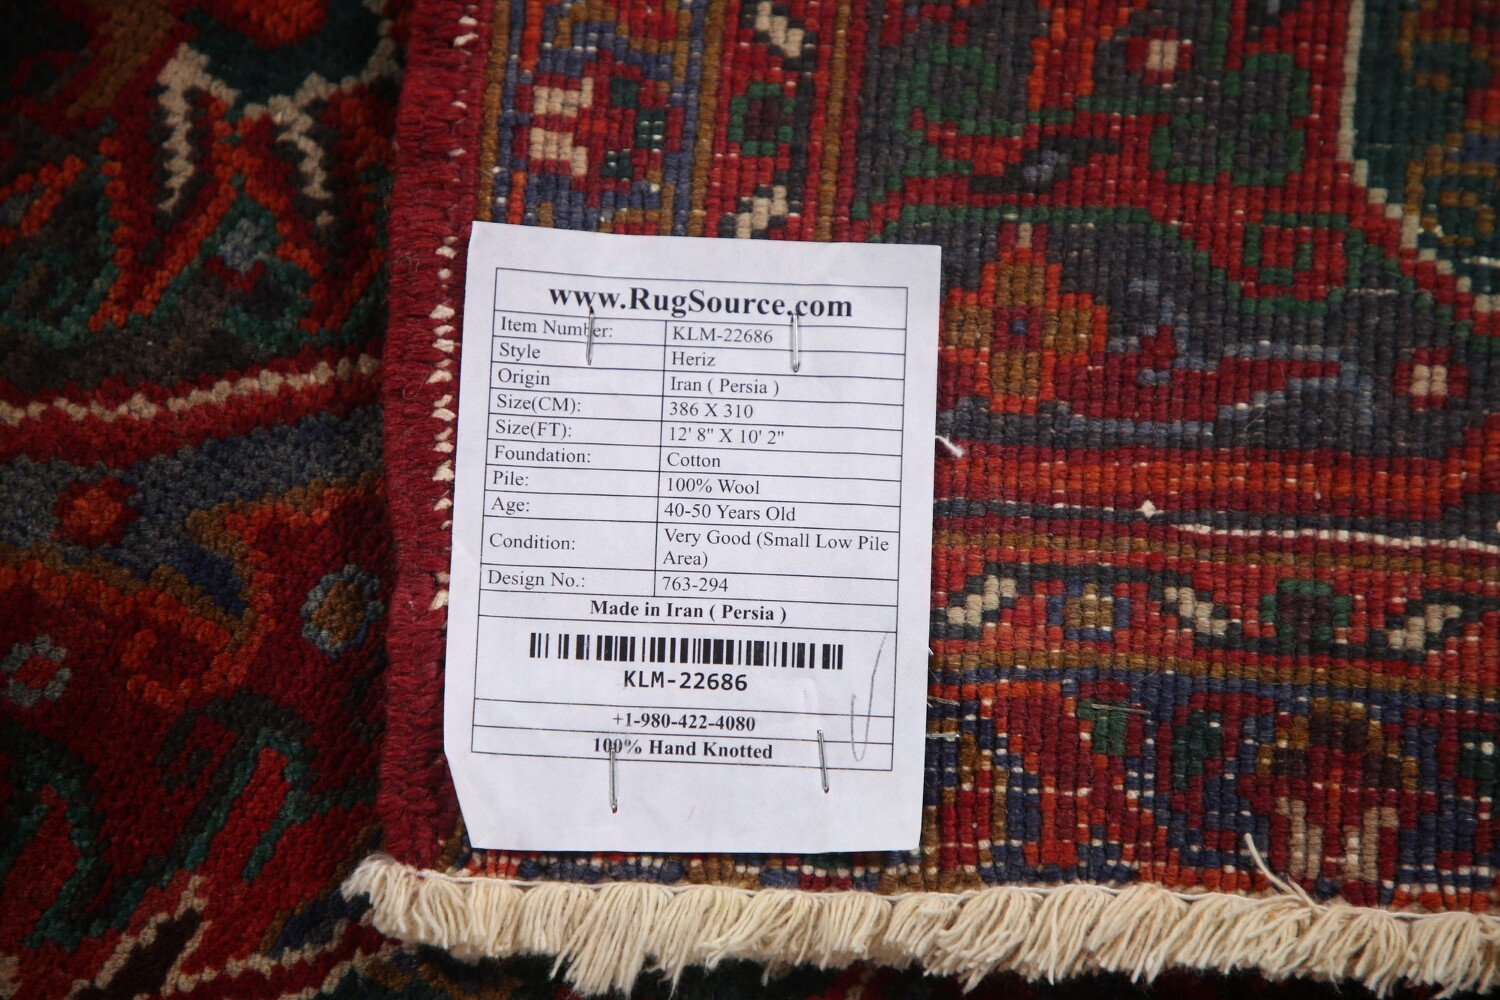 www.RugSource.com
Item Number: KLM-22686
Style Heriz
Origin Iran ( Persia )
Size(CM): 386 X 310
Size(FT): 12' 8" X 10' 2"
Foundation: Cotton
Pile: 100% Wool
Age: 40-50 Years Old
Condition: Very Good (Small Low Pile
Area)
Design No.: 763-294
Made in Iran ( Persia )
KLM-22686
+1-980-422-4080
100% Hand Knotted